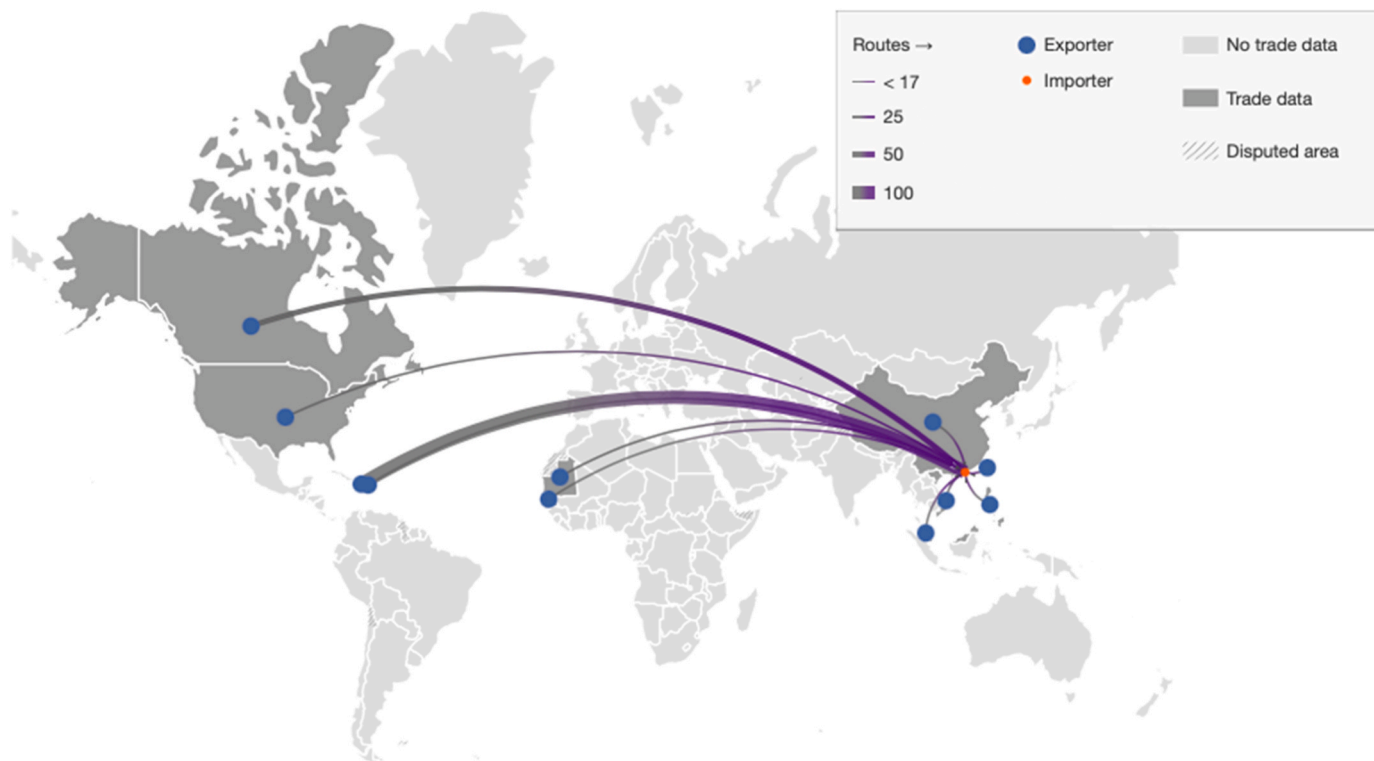 Routes →
< 17
25
50
100
Exporter
Importer
No trade data
Trade data
Disputed area